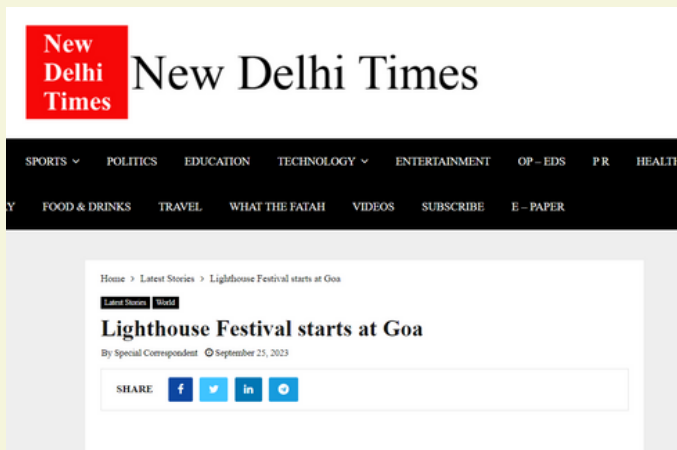 New
Delhi
Times
New Delhi Times
SPORTS POLITICS EDUCATION TECHNOLOGY ENTERTAINMENT OP – EDS P R
FOOD & DRINKS TRAVEL WHAT THE FATAH VIDEOS SUBSCRIBE E – PAPER
Home > Latest Stories > Lighthouse Festival starts at Goa
Latest Stories World
Lighthouse Festival starts at Goa
By Special Correspondent September 25, 2023
SHARE